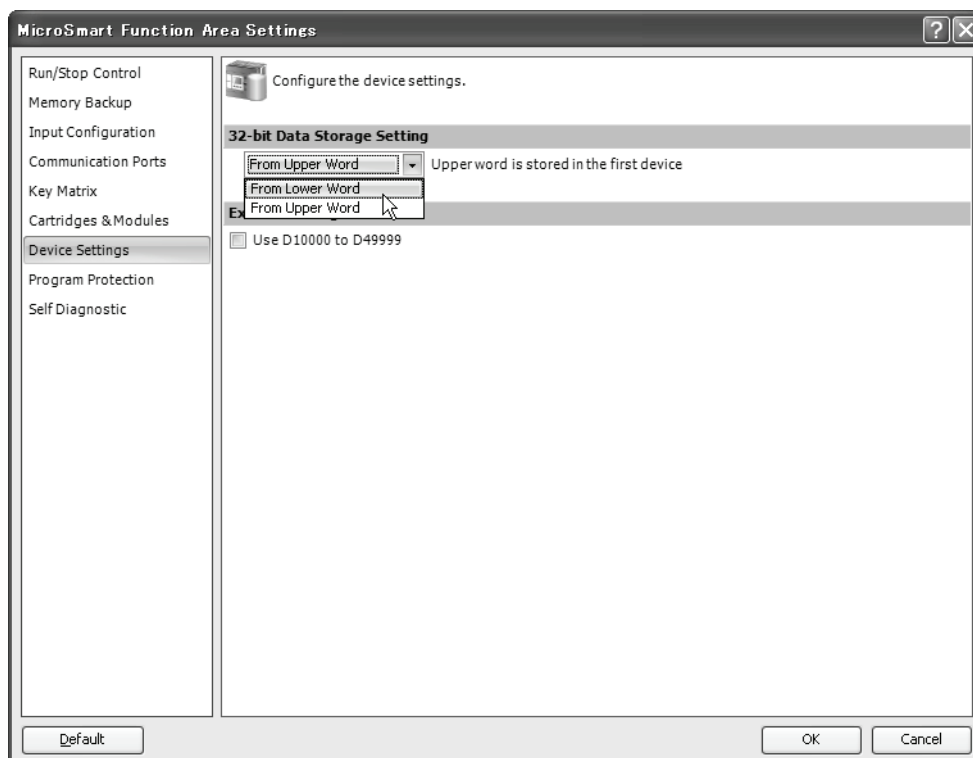 MicroSmart Function Area Settings
Run/Stop Control
Memory Backup
Input Configuration
Communication Ports
Key Matrix
Cartridges & Modules
Device Settings
Program Protection
Self Diagnostic
Configure the device settings.
32-bit Data Storage Setting
From Upper Word
Upper word is stored in the first device
From Lower Word
From Upper Word
Use D10000 to D49999
Default
OK
Cancel